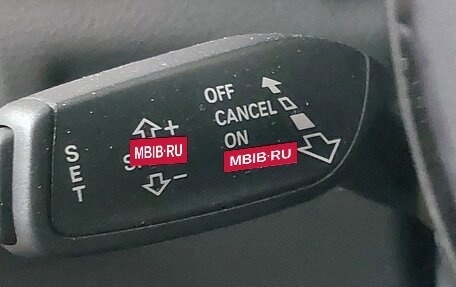 OFF
CANCEL
ON
MBIB·RU
MBIB·RU
+
−
SET